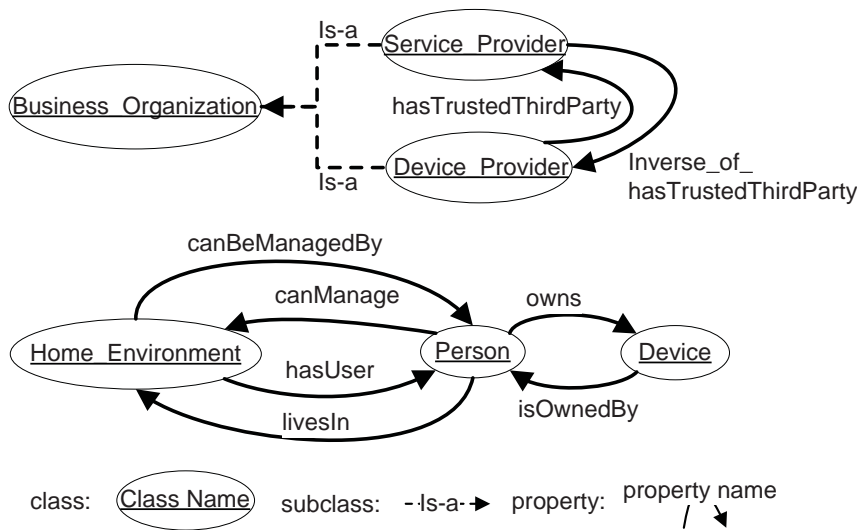 Is-a
Service_Provider
Business_Organization
hasTrustedThirdParty
Is-a
Device_Provider
Inverse_of_
hasTrustedThirdParty
canBeManagedBy
canManage
owns
Home_Environment
Person
Device
hasUser
livesIn
isOwnedBy
class: Class Name subclass: Is-a property: property name